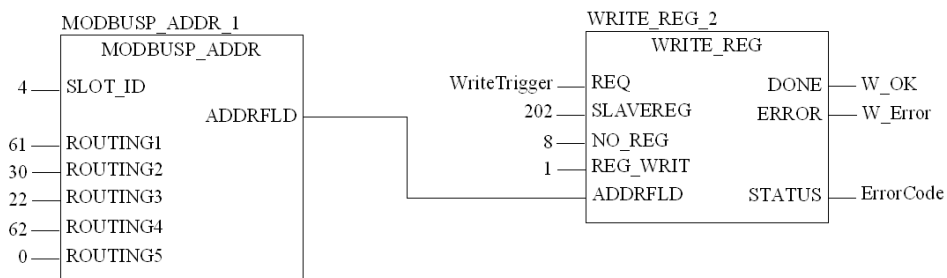 MODBUSP_ADDR_1
MODBUSP_ADDR
4 SLOT_ID
ADDRFLD
61 ROUTING1
30 ROUTING2
22 ROUTING3
62 ROUTING4
0 ROUTING5
WRITE_REG_2
WRITE_REG
WriteTrigger REQ DONE W_OK
202 SLAVEREG ERROR W_Error
8 NO_REG
1 REG_WRIT
ADDRFLD STATUS ErrorCode